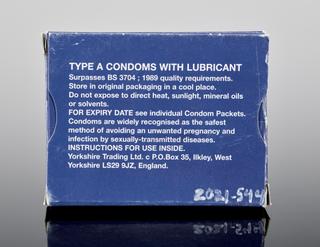 TYPE A CONDOMS WITH LUBRICANT
Surpasses BS 3704 ; 1989 quality requirements.
Store in original packaging in a cool place.
Do not expose to direct heat, sunlight, mineral oils
or solvents.
FOR EXPIRY DATE see individual Condom Packets.
Condoms are widely recognised as the safest
method of avoiding an unwanted pregnancy and
infection by sexually-transmitted diseases.
INSTRUCTIONS FOR USE INSIDE.
Yorkshire Trading Ltd. c P.O.Box 35, Ilkley, West
Yorkshire LS29 9JZ, England.